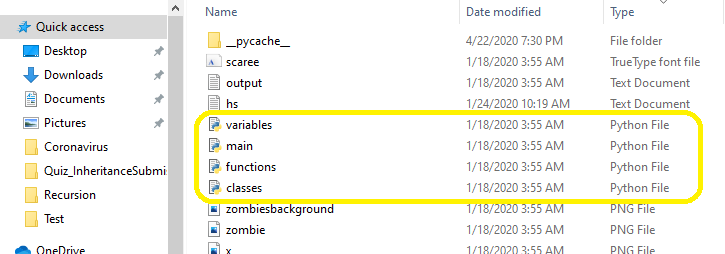 Name Date modified Type
Quick access
Desktop
Downloads
Documents
Pictures
Coronavirus
Quiz_InheritanceSubmis
Recursion
Test
OneDrive
__pycache__ 4/22/2020 7:30 PM File folder
scaree 1/18/2020 3:55 AM TrueType font file
output 1/18/2020 3:55 AM Text Document
hs 1/24/2020 10:19 AM Text Document
variables 1/18/2020 3:55 AM Python File
main 1/18/2020 3:55 AM Python File
functions 1/18/2020 3:55 AM Python File
classes 1/18/2020 3:55 AM Python File
zombiesbackground 1/18/2020 3:55 AM PNG File
zombie 1/18/2020 3:55 AM PNG File
x 1/18/2020 3:55 AM PNG File